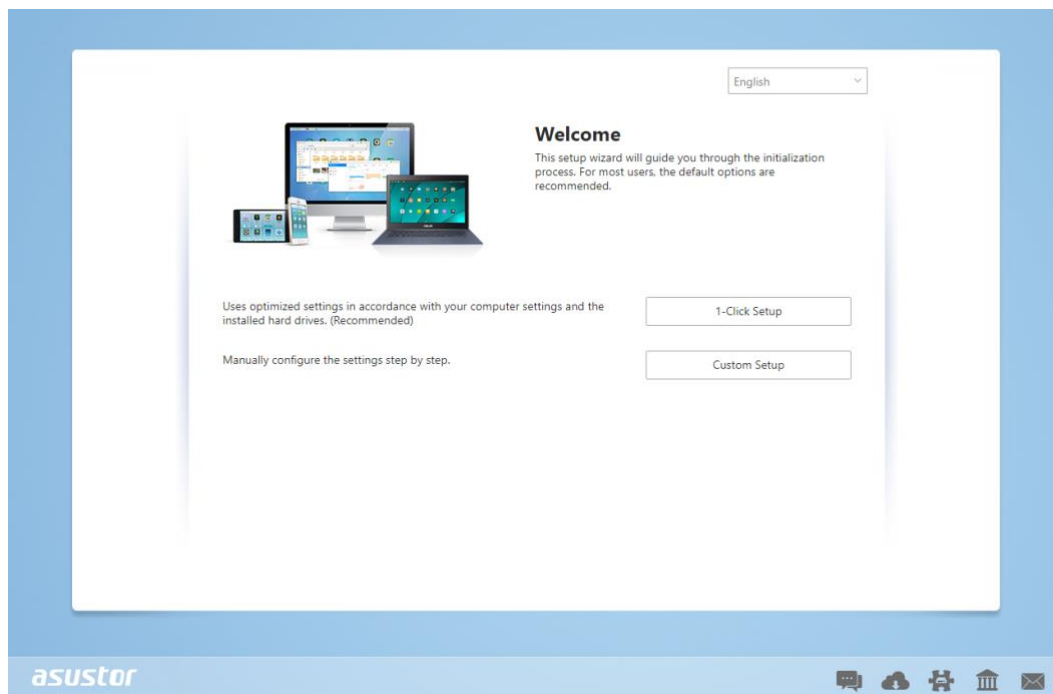 English
Welcome
This setup wizard will guide you through the initialization
process. For most users, the default options are
recommended.
Uses optimized settings in accordance with your computer settings and the
installed hard drives. (Recommended)
1-Click Setup
Manually configure the settings step by step.
Custom Setup
asustor